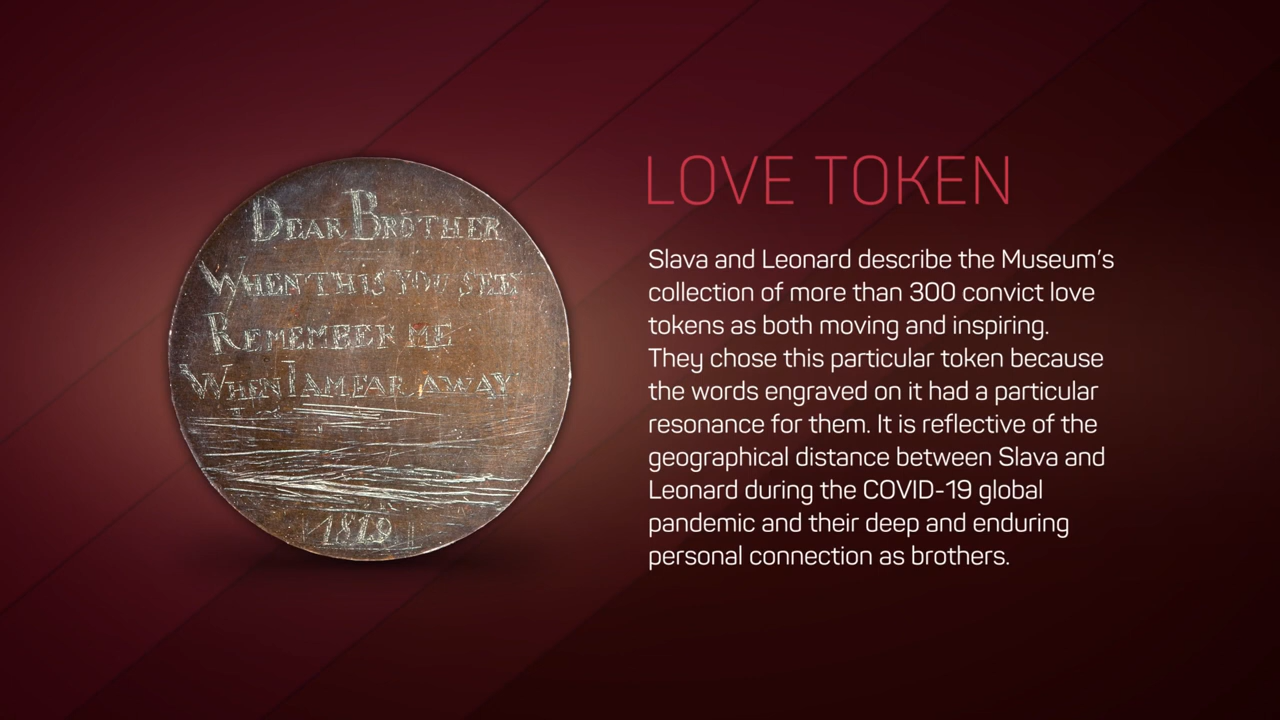 DEAR BROTHER
WHEN THIS YOU SEE
REMEMBER ME
WHEN I AM FAR AWAY
1819
LOVE TOKEN
Slava and Leonard describe the Museum’s
collection of more than 300 convict love
tokens as both moving and inspiring.
They chose this particular token because
the words engraved on it had a particular
resonance for them. It is reflective of the
geographical distance between Slava and
Leonard during the COVID-19 global
pandemic and their deep and enduring
personal connection as brothers.